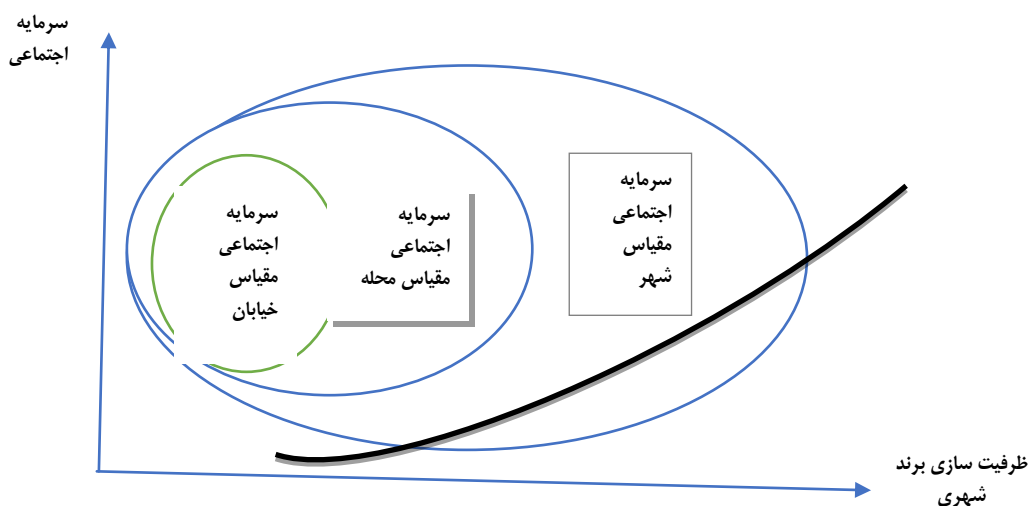 سرمایه
اجتماعی
سرمایه
اجتماعی
مقیاس
شهر
سرمایه
اجتماعی
مقیاس محله
سرمایه
اجتماعی
مقیاس
خیابان
ظرفیت سازی برند
شهری